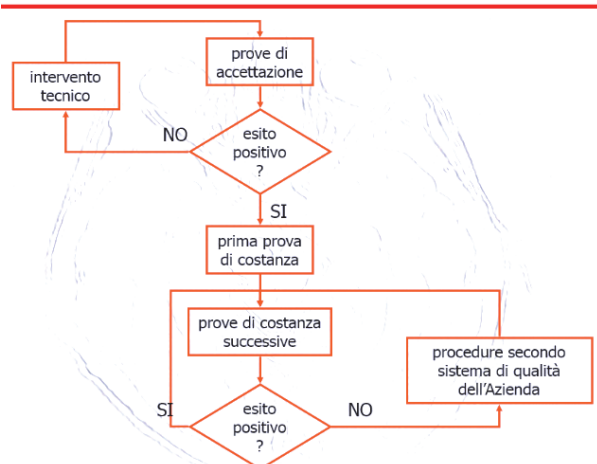 prove di
accettazione
intervento
tecnico
NO
esito
positivo
?
SI
prima prova
di costanza
prove di costanza
successive
procedure secondo
sistema di qualità
dell'Azienda
SI
esito
positivo
?
NO